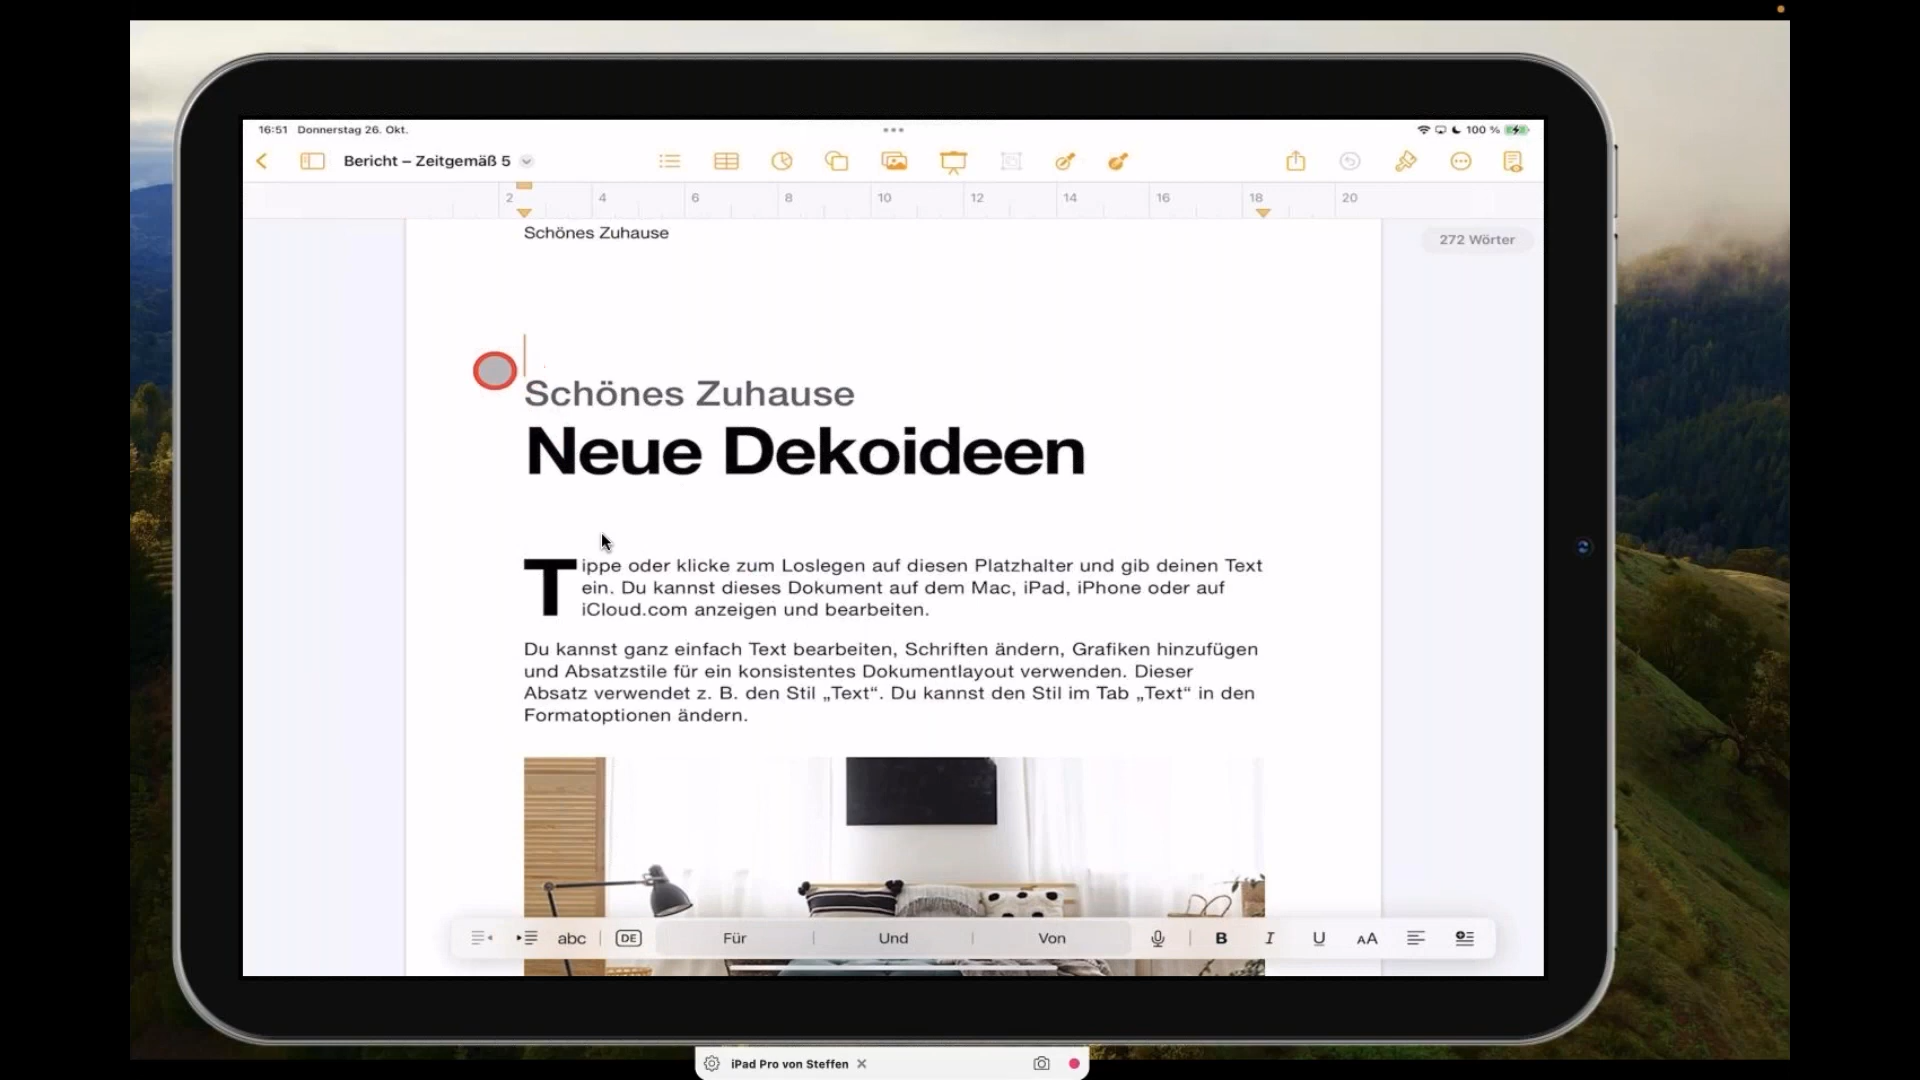 16:51 Donnerstag 26. Okt.
100 %
Bericht – Zeitgemäß 5
2 4 6 8 10 12 14 16 18 20
Schönes Zuhause
272 Wörter
Schönes Zuhause
Neue Dekoideen
Tippe oder klicke zum Loslegen auf diesen Platzhalter und gib deinen Text
ein. Du kannst dieses Dokument auf dem Mac, iPad, iPhone oder auf
iCloud.com anzeigen und bearbeiten.
Du kannst ganz einfach Text bearbeiten, Schriften ändern, Grafiken hinzufügen
und Absatzstile für ein konsistentes Dokumentlayout verwenden. Dieser
Absatz verwendet z. B. den Stil „Text“. Du kannst den Stil im Tab „Text“ in den
Formatoptionen ändern.
abc DE Für Und Von B I U AA
iPad Pro von Steffen